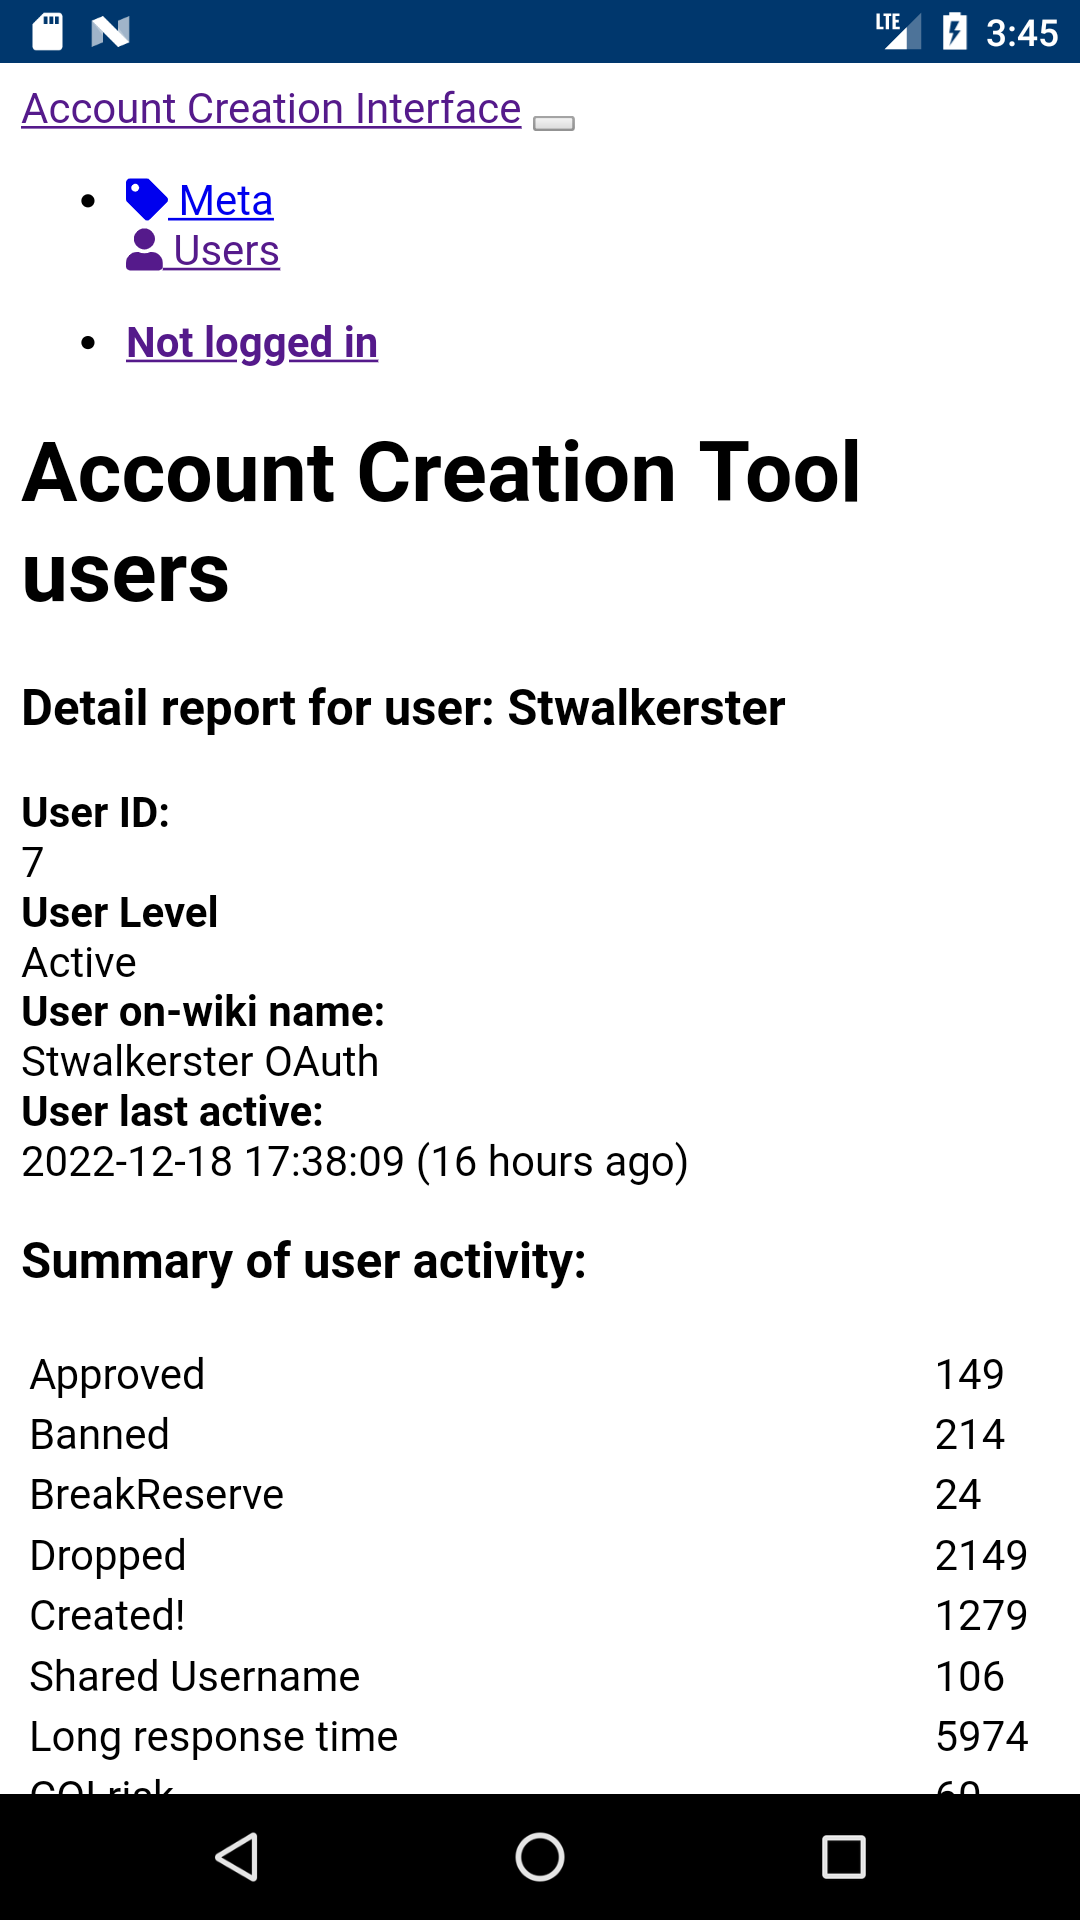 LTE 3:45
Account Creation Interface
Meta
Users
Not logged in
Account Creation Tool
users
Detail report for user: Stwalkerster
User ID:
7
User Level
Active
User on-wiki name:
Stwalkerster OAuth
User last active:
2022-12-18 17:38:09 (16 hours ago)
Summary of user activity:
Approved 149
Banned 214
BreakReserve 24
Dropped 2149
Created! 1279
Shared Username 106
Long response time 5974
COI risk